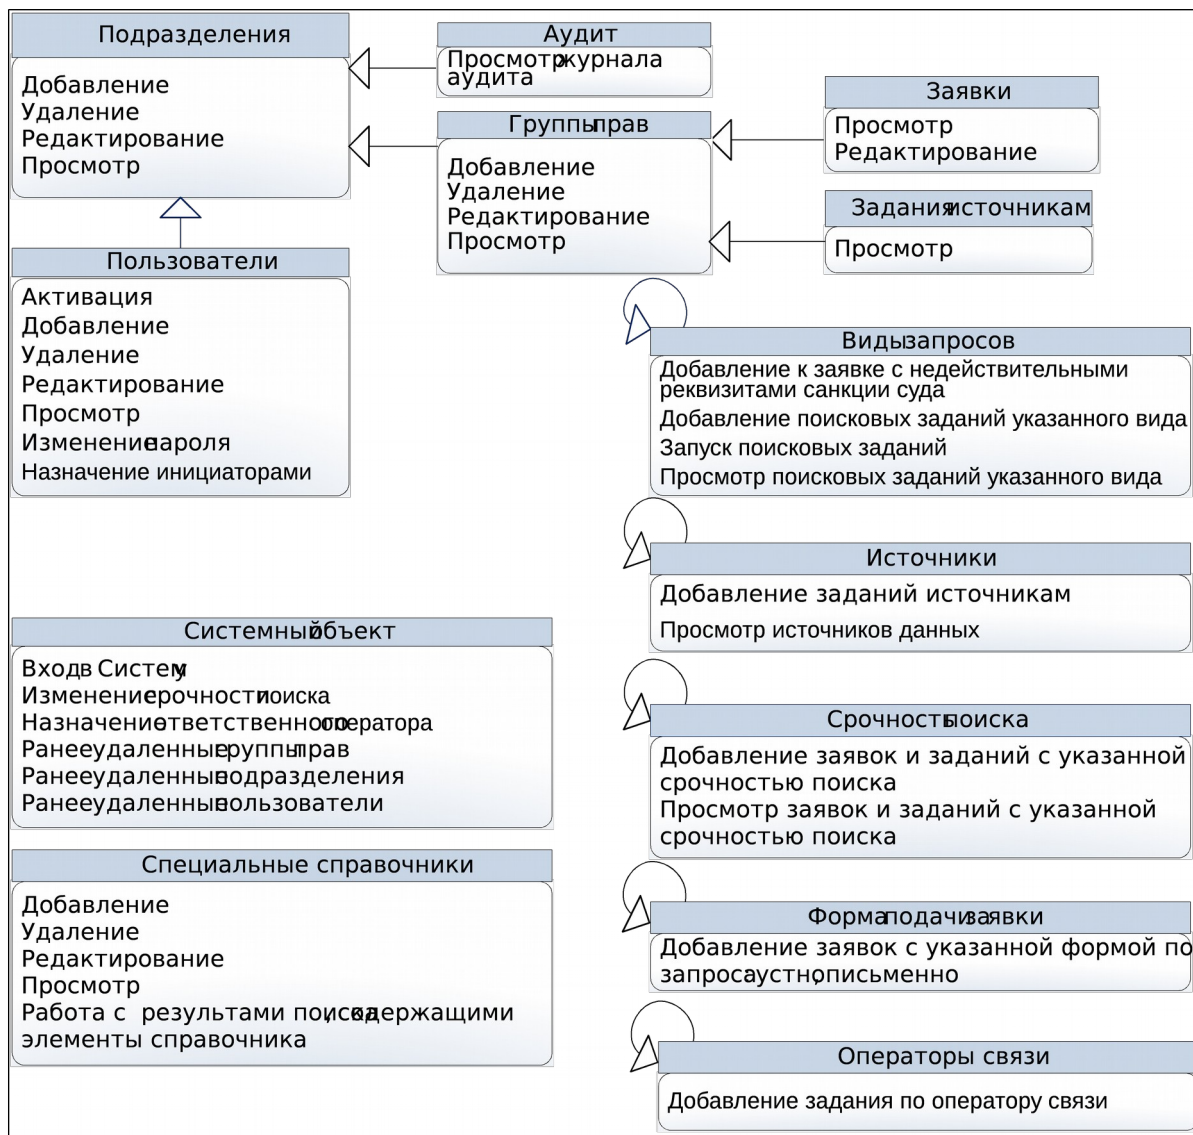 Подразделения
Добавление
Удаление
Редактирование
Просмотр
Аудит
Просмотр журнала
аудита
Группы прав
Добавление
Удаление
Редактирование
Просмотр
Заявки
Просмотр
Редактирование
Задания источникам
Просмотр
Пользователи
Активация
Добавление
Удаление
Редактирование
Просмотр
Изменение пароля
Назначение инициаторами
Виды запросов
Добавление к заявке с недействительными
реквизитами санкции суда
Добавление поисковых заданий указанного вида
Запуск поисковых заданий
Просмотр поисковых заданий указанного вида
Источники
Добавление заданий источникам
Просмотр источников данных
Системный объект
Вход в Систему
Изменение срочности поиска
Назначение ответственного оператора
Ранее удаленные группы прав
Ранее удаленные подразделения
Ранее удаленные пользователи
Срочность поиска
Добавление заявок и заданий с указанной
срочностью поиска
Просмотр заявок и заданий с указанной
срочностью поиска
Специальные справочники
Добавление
Удаление
Редактирование
Просмотр
Работа с результами поиска, содержащими
элементы справочника
Форма подачи заявки
Добавление заявок с указанной формой по
запроса устно, письменно
Операторы связи
Добавление задания по оператору связи